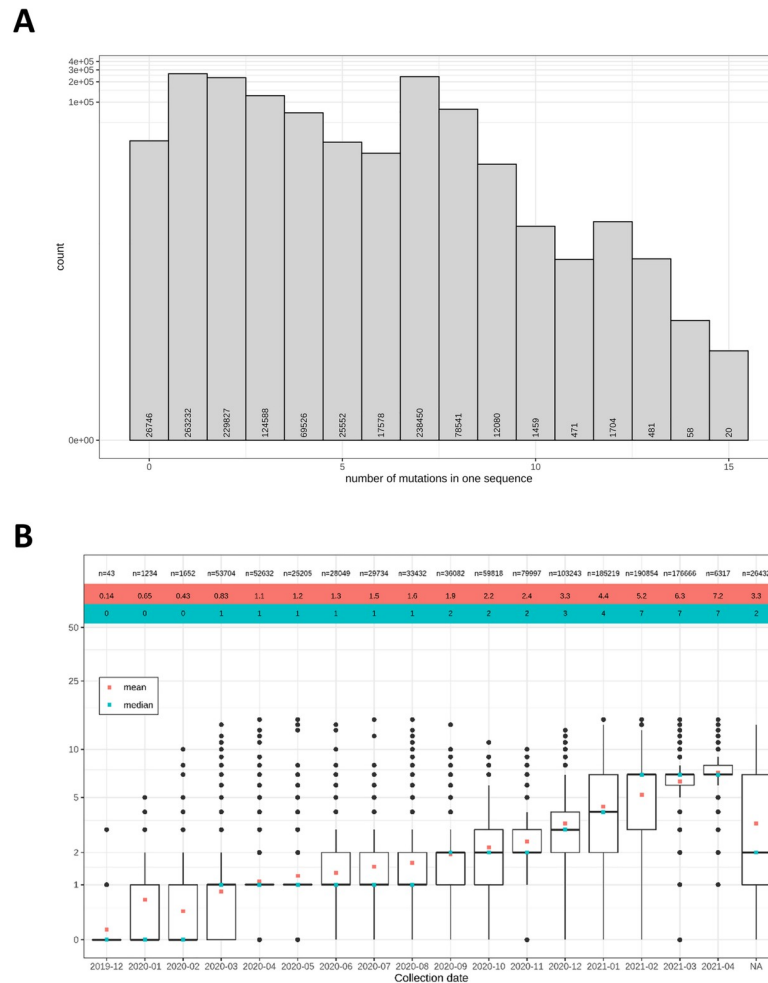 A
4e+05
3e+05
2e+05
1e+05
count
0e+00
26746 263232 229827 124588 69526 25552 17578 238450 78541 12080 1459 471 1704 481 58 20
0 5 10 15
number of mutations in one sequence
B
n=43 n=1234 n=1652 n=53704 n=52632 n=25205 n=28049 n=29734 n=33432 n=36082 n=59818 n=79997 n=103243 n=185219 n=190854 n=176666 n=6317 n=26432
0.14 0.65 0.43 0.83 1.1 1.2 1.3 1.5 1.6 1.9 2.2 2.4 3.3 4.4 5.2 6.3 7.2 3.3
0 0 0 1 1 1 1 1 1 2 2 2 3 4 7 7 7 2
50
25
mean
median
10
5
2
1
0
2019-12 2020-01 2020-02 2020-03 2020-04 2020-05 2020-06 2020-07 2020-08 2020-09 2020-10 2020-11 2020-12 2021-01 2021-02 2021-03 2021-04 NA
Collection date